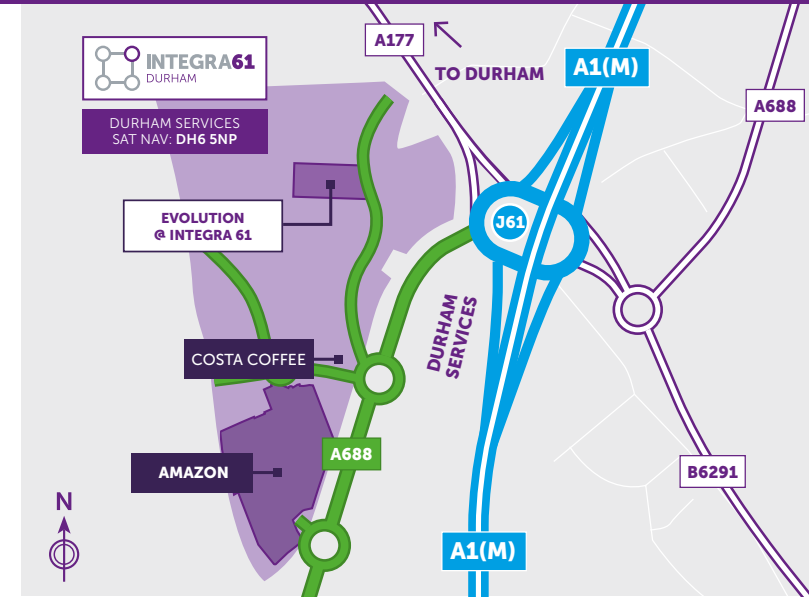 A177
TO DURHAM
A1(M)
INTEGRA61
DURHAM
A688
DURHAM SERVICES
SAT NAV: DH6 5NP
EVOLUTION
@ INTEGRA 61
J61
DURHAM
SERVICES
COSTA COFFEE
A688
AMAZON
B6291
N
A1(M)